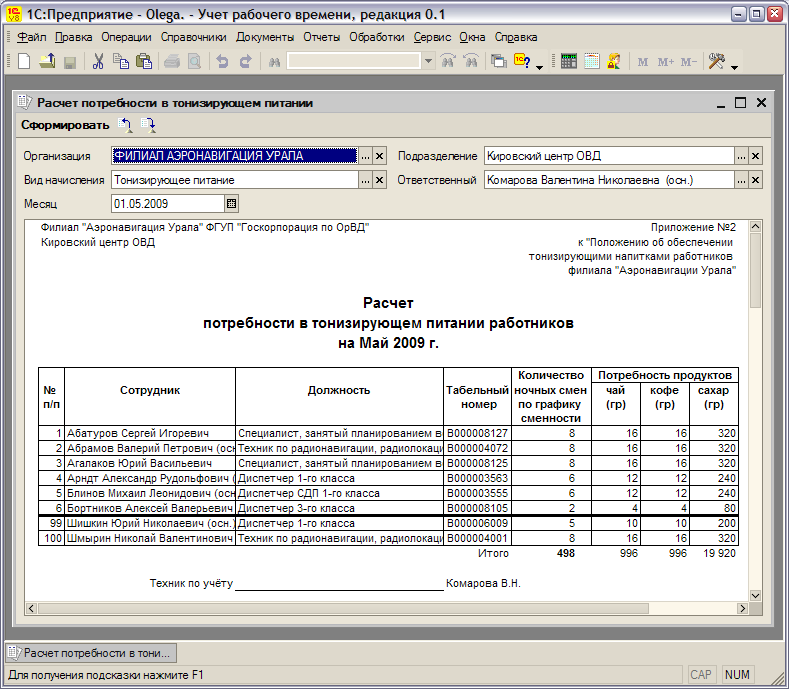 1С:Предприятие - Olega. - Учет рабочего времени, редакция 0.1
Файл Правка Операции Справочники Документы Отчеты Обработки Сервис Окна Справка
M M+ M-
Расчет потребности в тонизирующем питании
Сформировать
Организация ФИЛИАЛ АЭРОНАВИГАЦИЯ УРАЛА ... Подразделение Кировский центр ОВД ...
Вид начисления Тонизирующее питание ... Ответственный Комарова Валентина Николаевна (осн.) ...
Месяц 01.05.2009
Филиал "Аэронавигация Урала" ФГУП "Госкорпорация по ОрВД" Приложение №2
Кировский центр ОВД к "Положению об обеспечении
тонизирующими напитками работников
филиала "Аэронавигации Урала"
Расчет
потребности в тонизирующем питании работников
на Май 2009 г.
№ п/п Сотрудник Должность Табельный номер Количество ночных смен по графику сменности Потребность продуктов
чай (гр) кофе (гр) сахар (гр)
1 Абатуров Сергей Игоревич Специалист, занятый планированием в В000008127 8 16 16 320
2 Абрамов Валерий Петрович (осн Техник по радионавигации, радиолокаци В000004072 8 16 16 320
3 Агалаков Юрий Васильевич Специалист, занятый планированием в В000008125 8 16 16 320
4 Арндт Александр Рудольфович ( Диспетчер 1-го класса В000003563 6 12 12 240
5 Блинов Михаил Леонидович (осн Диспетчер СДП 1-го класса В000003555 6 12 12 240
6 Бортников Алексей Валерьевич Диспетчер 3-го класса В000008105 2 4 4 80
99 Шишкин Юрий Николаевич (осн.) Диспетчер 1-го класса В000006009 5 10 10 200
100 Шмырин Николай Валентинович Техник по радионавигации, радиолокаци В000004001 8 16 16 320
Итого 498 996 996 19 920
Техник по учёту Комарова В.Н.
Расчет потребности в тони...
Для получения подсказки нажмите F1 CAP NUM